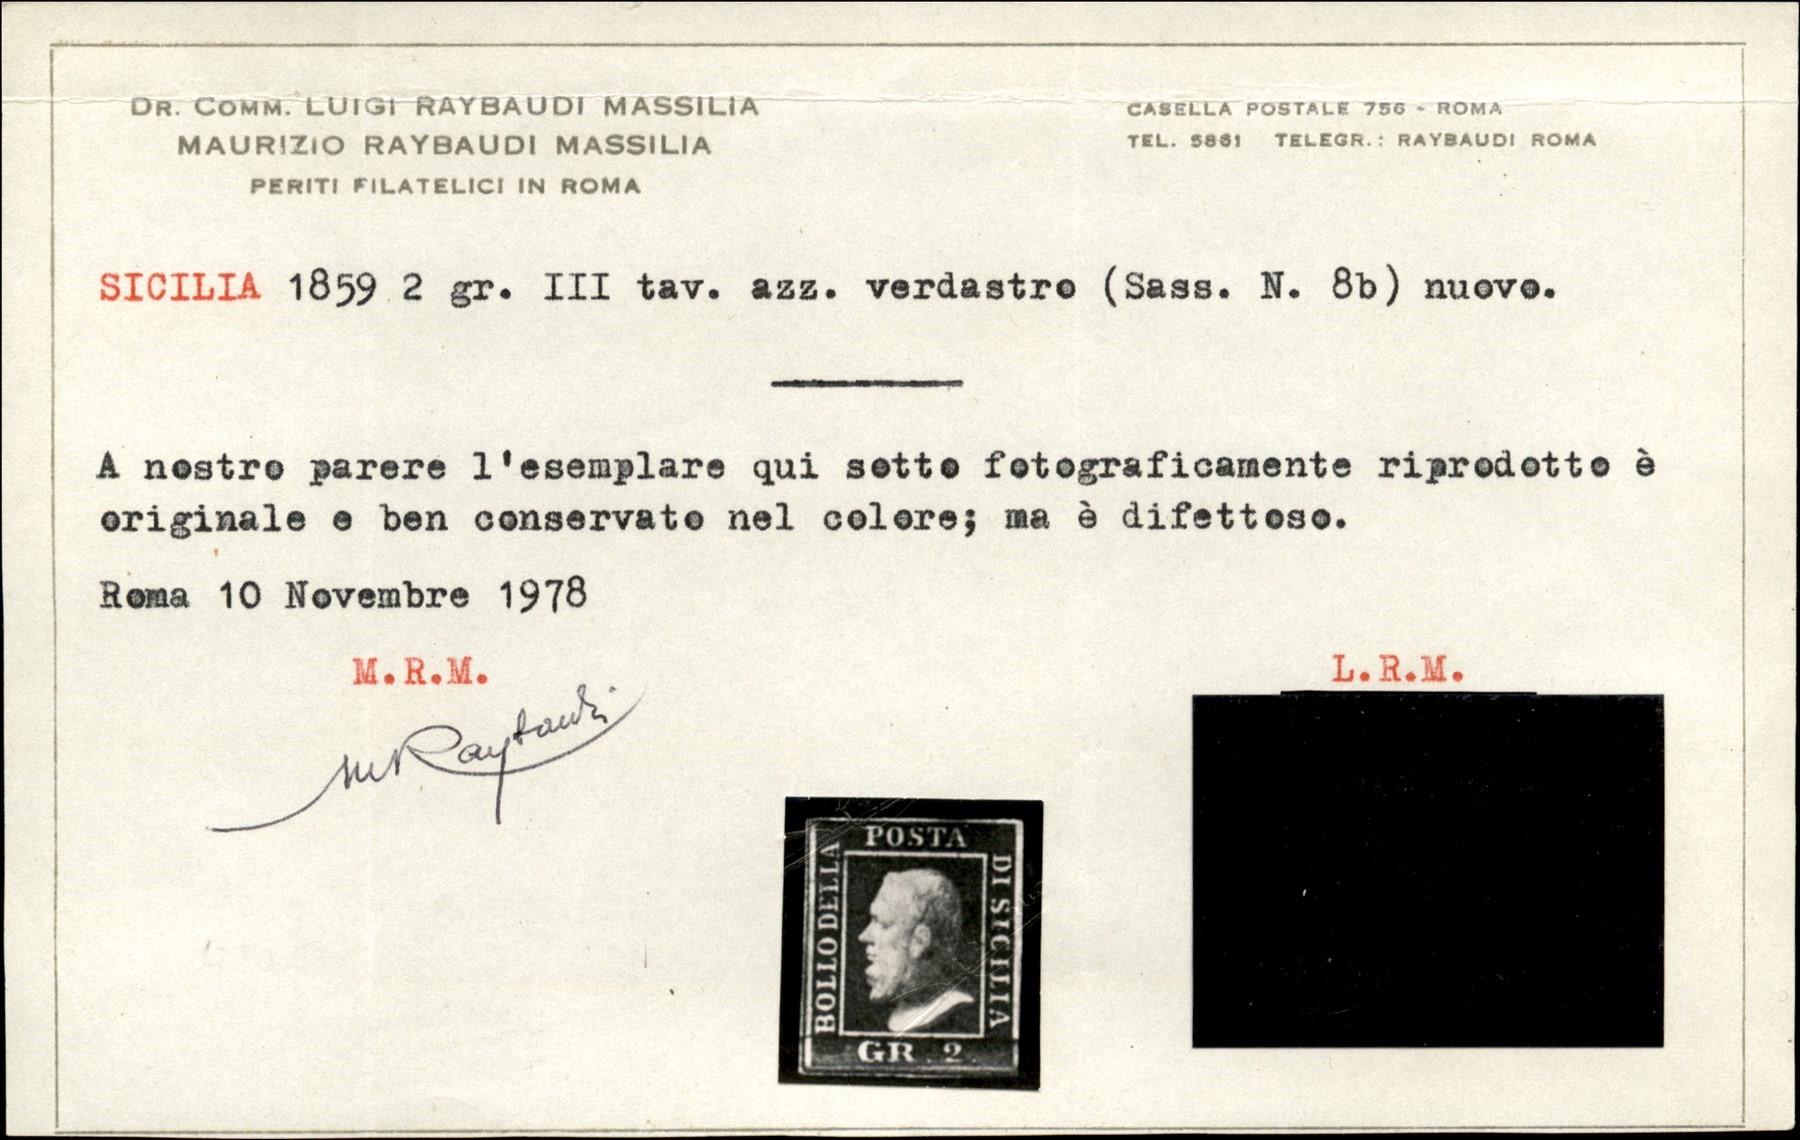 DR. COMM. LUIGI RAYBAUDI MASSILIA
MAURIZIO RAYBAUDI MASSILIA
PERITI FILATELICI IN ROMA
CASELLA POSTALE 756 - ROMA
TEL. 5861 TELEGR.: RAYBAUDI ROMA
SICILIA 1859 2 gr. III tav. azz. verdastro (Sass. N. 8b) nuovo.
A nostro parere l'esemplare qui sotto fotograficamente riprodotto è
originale e ben conservato nel colore; ma è difettoso.
Roma 10 Novembre 1978
M.R.M.
L.R.M.
MRaybaudi
POSTA
BOLLO DELLA
DI SICILIA
GR. 2.